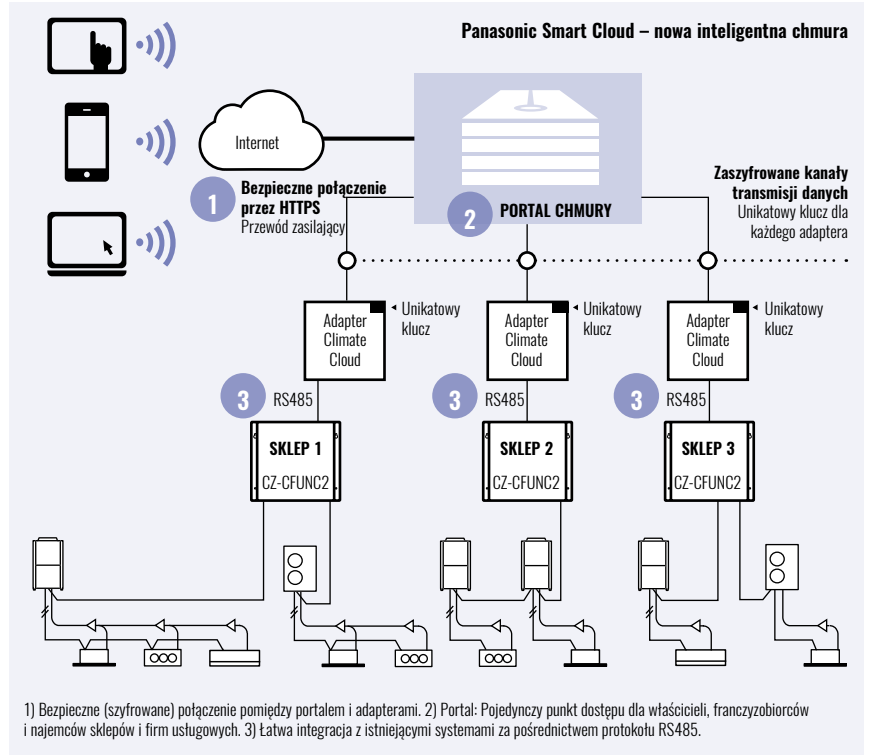 Panasonic Smart Cloud – nowa inteligentna chmura
Internet
1
Bezpieczne połączenie
przez HTTPS
Przewód zasilający
2
PORTAL CHMURY
Zaszyfrowane kanały
transmisji danych
Unikatowy klucz dla
każdego adaptera
Adapter
Climate
Cloud
Unikatowy
klucz
Adapter
Climate
Cloud
Unikatowy
klucz
Adapter
Climate
Cloud
Unikatowy
klucz
3
RS485
3
RS485
3
RS485
SKLEP 1
CZ-CFUNC2
SKLEP 2
CZ-CFUNC2
SKLEP 3
CZ-CFUNC2
1) Bezpieczne (szyfrowane) połączenie pomiędzy portalem i adapterami. 2) Portal: Pojedynczy punkt dostępu dla właścicieli, franczyzobiorców
i najemców sklepów i firm usługowych. 3) Łatwa integracja z istniejącymi systemami za pośrednictwem protokołu RS485.